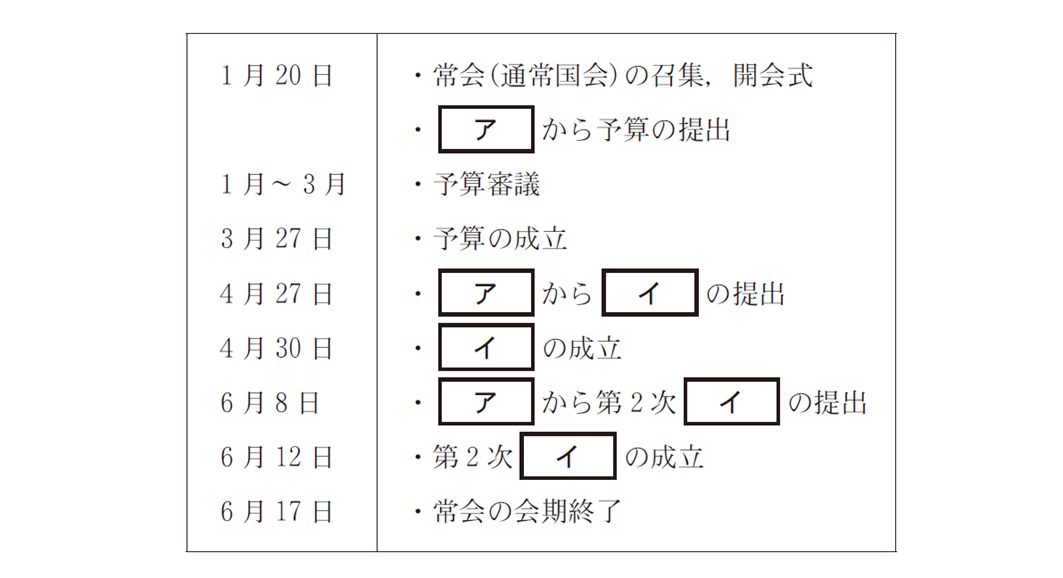 1月20日 ・常会(通常国会)の召集，開会式
・ ア から予算の提出
1月～3月 ・予算審議
3月27日 ・予算の成立
4月27日 ・ ア から イ の提出
4月30日 ・ イ の成立
6月8日 ・ ア から第2次 イ の提出
6月12日 ・第2次 イ の成立
6月17日 ・常会の会期終了